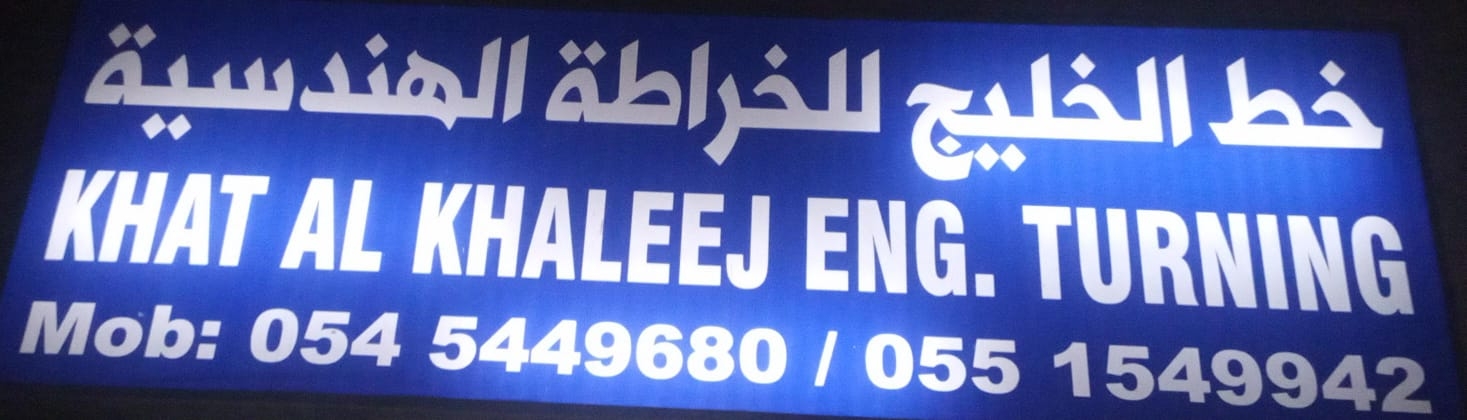 خط الخليج للخراطة الهندسية
KHAT AL KHALEEJ ENG. TURNING
Mob: 054 5449680 / 055 1549942